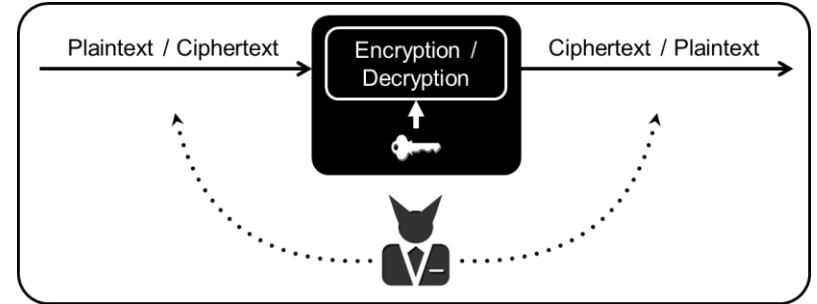 Plaintext / Ciphertext
Encryption /
Decryption
Ciphertext / Plaintext